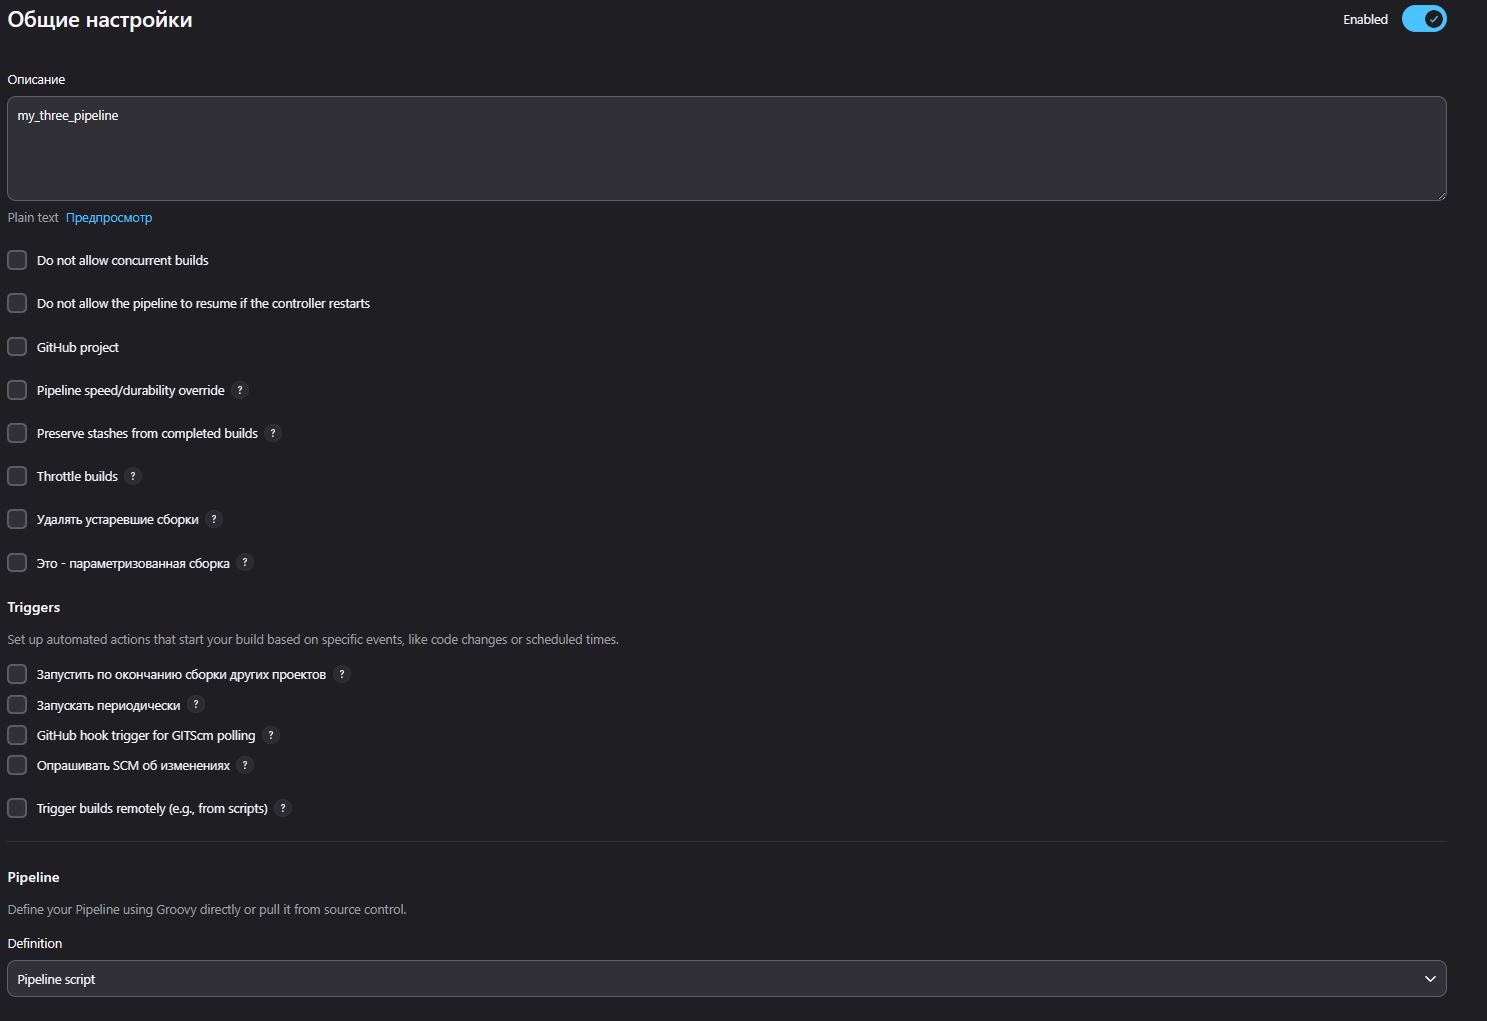 Общие настройки
Enabled
Описание
my_three_pipeline
Plain text Предпросмотр
Do not allow concurrent builds
Do not allow the pipeline to resume if the controller restarts
GitHub project
Pipeline speed/durability override ?
Preserve stashes from completed builds ?
Throttle builds ?
Удалять устаревшие сборки ?
Это - параметризованная сборка ?
Triggers
Set up automated actions that start your build based on specific events, like code changes or scheduled times.
Запустить по окончанию сборки других проектов ?
Запускать периодически ?
GitHub hook trigger for GITScm polling ?
Опрашивать SCM об изменениях ?
Trigger builds remotely (e.g., from scripts) ?
Pipeline
Define your Pipeline using Groovy directly or pull it from source control.
Definition
Pipeline script